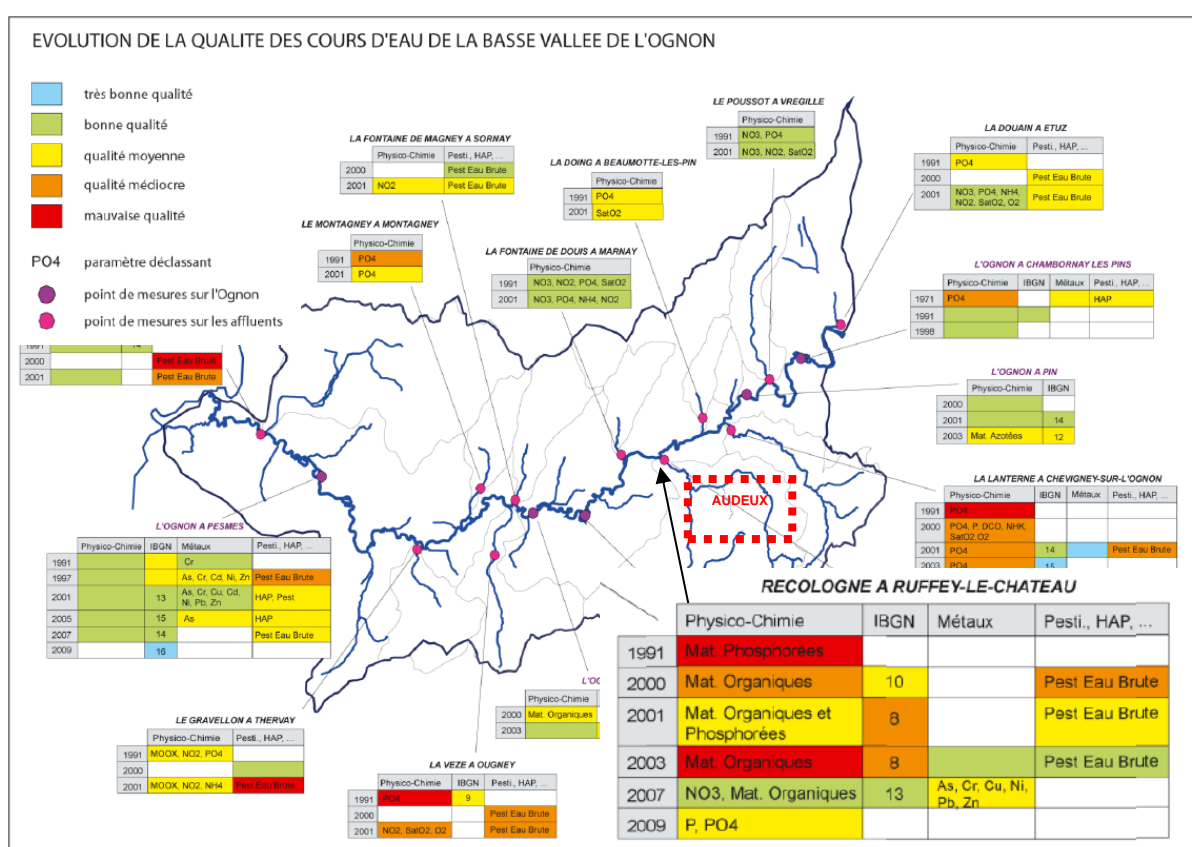 EVOLUTION DE LA QUALITE DES COURS D'EAU DE LA BASSE VALLEE DE L'OGNON
très bonne qualité
bonne qualité
qualité moyenne
qualité médiocre
mauvaise qualité
PO4 paramètre déclassant
point de mesures sur l'Ognon
point de mesures sur les affluents
LA FONTAINE DE MAGNEY A SORNAY
Physico-Chimie Pesti., HAP, ...
2000 Pest Eau Brute
2001 NO2 Pest Eau Brute
LE POUSSOT A VREGILLE
Physico-Chimie
1991 NO3, PO4
2001 NO3, NO2, SatO2
LA DOUAIN A ETUZ
Physico-Chimie Pesti., HAP, ...
1991 PO4
2000 Pest Eau Brute
2001 NO3, PO4, NH4, Pest Eau Brute
NO2, SatO2, O2
LA DOING A BEAUMOTTE-LES-PIN
Physico-Chimie
1991 PO4
2001 SatO2
LE MONTAGNEY A MONTAGNEY
Physico-Chimie
1991 PO4
2001 PO4
LA FONTAINE DE DOUIS A MARNAY
Physico-Chimie
1991 NO3, NO2, PO4, SatO2
2001 NO3, PO4, NH4, NO2
L'OGNON A CHAMBORNAY LES PINS
Physico-Chimie IBGN Métaux Pesti., HAP, ...
1971 PO4 HAP
1991
1998
1991 14
2000 Pest Eau Brute
2001 Pest Eau Brute
L'OGNON A PIN
Physico-Chimie IBGN
2000
2001 14
2003 Mat. Azotées 12
LA LANTERNE A CHEVIGNEY-SUR-L'OGNON
Physico-Chimie IBGN Métaux Pesti., HAP, ...
1991 PO4
2000 PO4, P, DCO, NHK,
SatO2,O2
2001 PO4 14 Pest Eau Brute
2003 PO4 15
AUDEUX
L'OGNON A PESMES
Physico-Chimie IBGN Métaux Pesti., HAP, ...
1991 Cr
1997 As, Cr, Cd, Ni, Zn Pest Eau Brute
2001 13 As, Cr, Cu, Cd, HAP, Pest
Ni, Pb, Zn
2005 15 As HAP
2007 14 Pest Eau Brute
2009 16
RECOLOGNE A RUFFEY-LE-CHATEAU
Physico-Chimie IBGN Métaux Pesti., HAP, ...
1991 Mat. Phosphorées
2000 Mat. Organiques 10 Pest Eau Brute
2001 Mat. Organiques et 8 Pest Eau Brute
Phosphorées
2003 Mat. Organiques 8 Pest Eau Brute
2007 NO3, Mat. Organiques 13 As, Cr, Cu, Ni,
Pb, Zn
2009 P, PO4
Physico-Chimie
2000 Mat. Organiques
2003
LE GRAVELLON A THERVAY
Physico-Chimie Pesti., HAP, ...
1991 MOOX, NO2, PO4
2000
2001 MOOX, NO2, NH4 Pest Eau Brute
LA VEZE A OUGNEY
Physico-Chimie IBGN Pesti., HAP, ...
1991 PO4 9
2000 Pest Eau Brute
2001 NO2, SatO2, O2 Pest Eau Brute